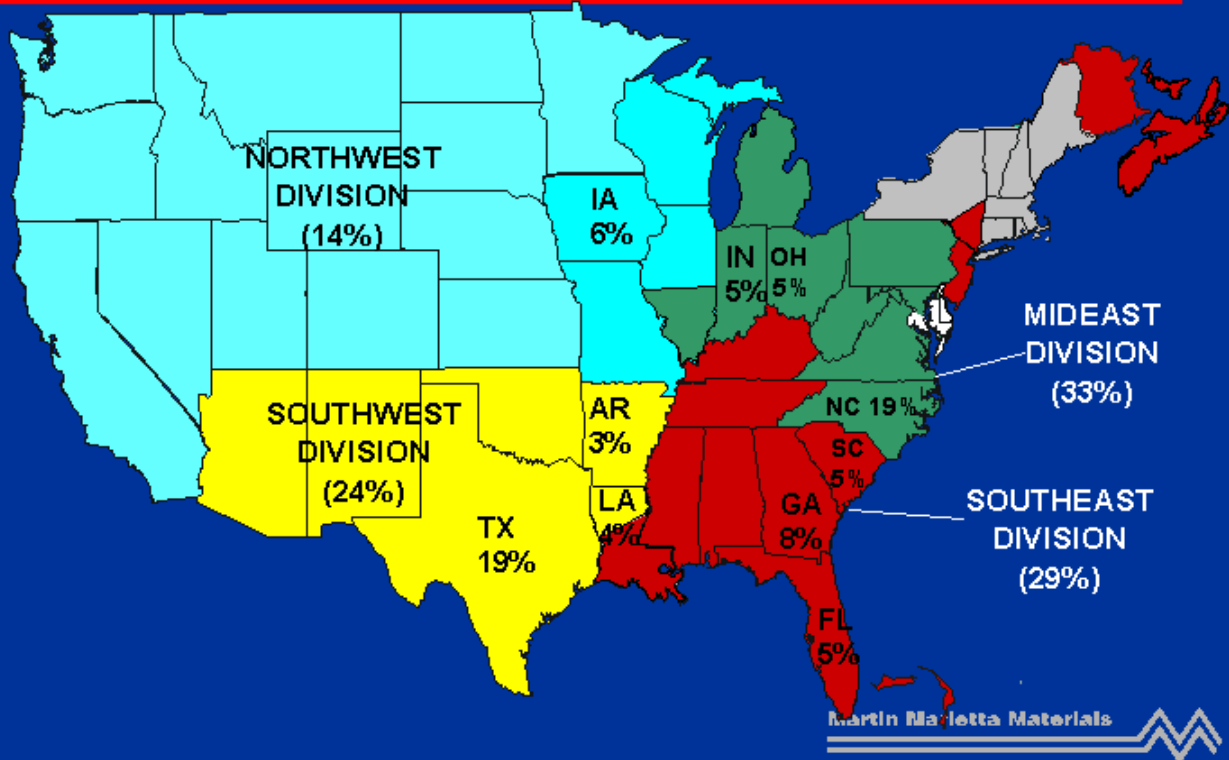 NORTHWEST
DIVISION
(14%)
IA
6%
IN
5%
OH
5%
MIDEAST
DIVISION
(33%)
SOUTHWEST
DIVISION
(24%)
AR
3%
NC 19%
SC
5%
LA
4%
GA
8%
TX
19%
SOUTHEAST
DIVISION
(29%)
FL
5%
Martin Marietta Materials